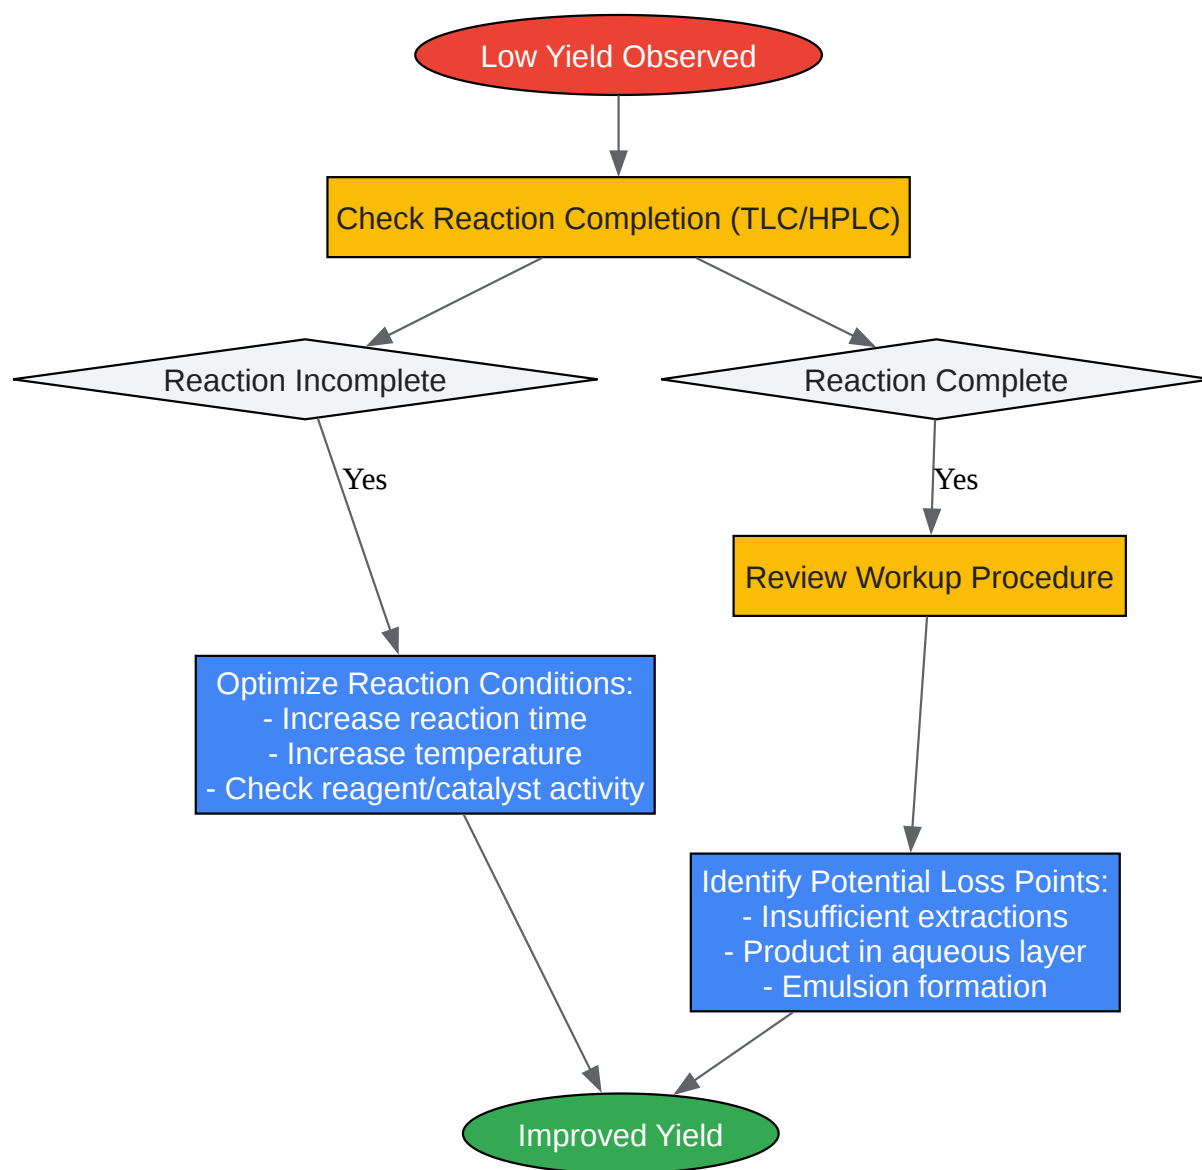 Low Yield Observed
Check Reaction Completion (TLC/HPLC)
Reaction Incomplete
Reaction Complete
Yes
Yes
Review Workup Procedure
Optimize Reaction Conditions:
- Increase reaction time
- Increase temperature
- Check reagent/catalyst activity
Identify Potential Loss Points:
- Insufficient extractions
- Product in aqueous layer
- Emulsion formation
Improved Yield